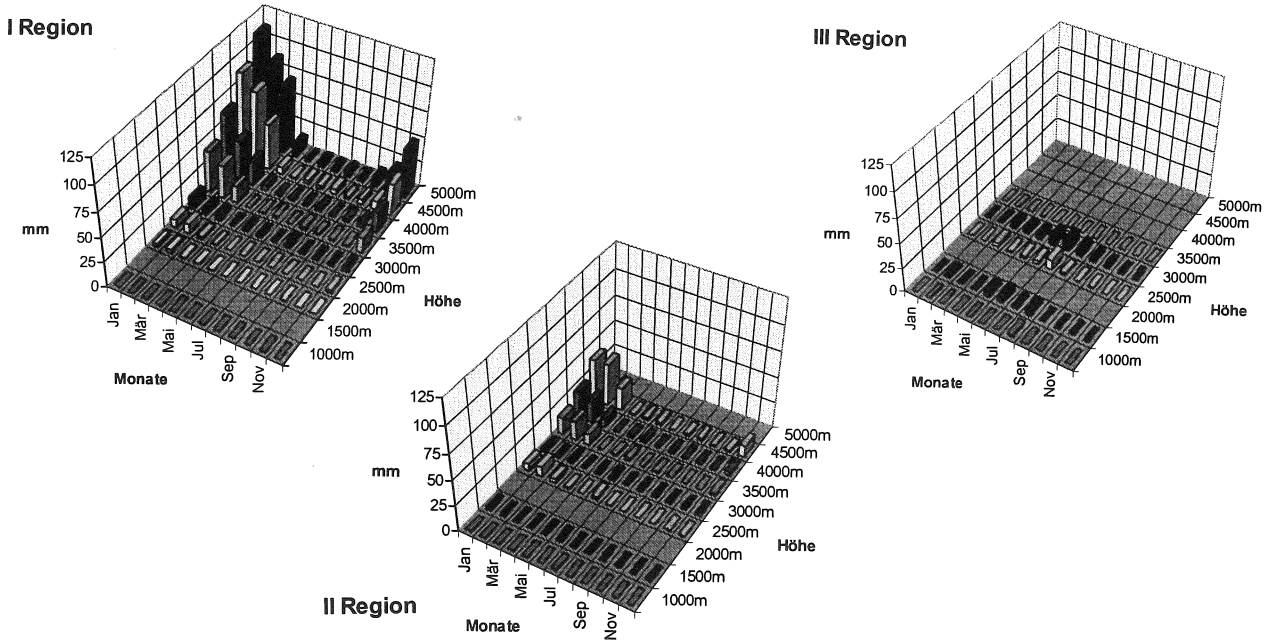 I Region
125
100
75
50
25
0
mm
Jan
Mär
Mai
Jul
Sep
Nov
Monate
1000m
1500m
2000m
2500m
3000m
3500m
4000m
4500m
5000m
Höhe
III Region
125
100
75
50
25
0
mm
Jan
Mär
Mai
Jul
Sep
Nov
Monate
1000m
1500m
2000m
2500m
3000m
3500m
4000m
4500m
5000m
Höhe
II Region
125
100
75
50
25
0
mm
Jan
Mär
Mai
Jul
Sep
Nov
Monate
1000m
1500m
2000m
2500m
3000m
3500m
4000m
4500m
5000m
Höhe